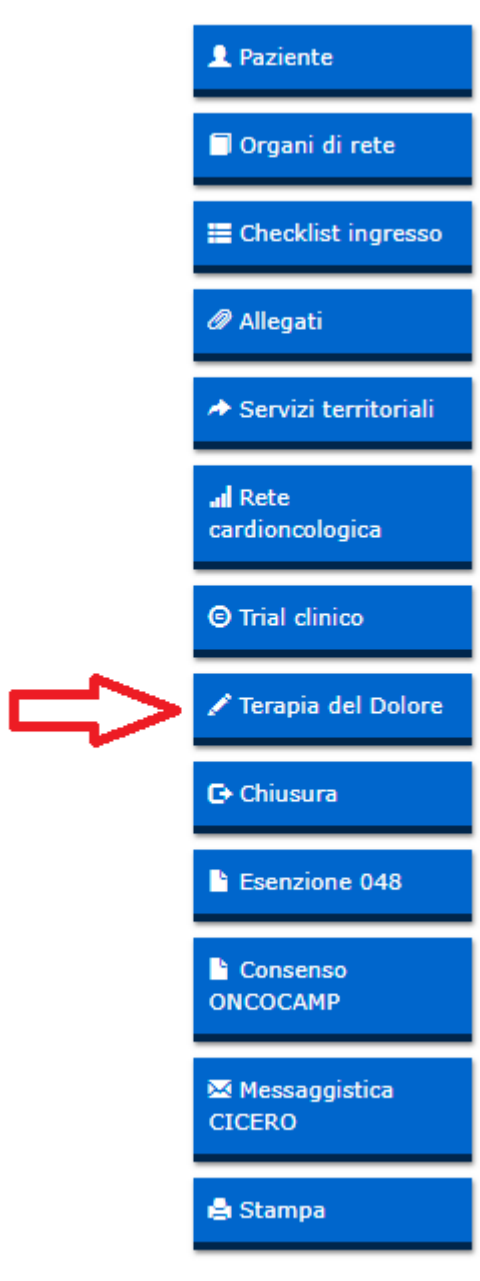 Paziente
Organi di rete
Checklist ingresso
Allegati
Servizi territoriali
Rete
cardioncologica
Trial clinico
Terapia del Dolore
Chiusura
Esenzione 048
Consenso
ONCOCAMP
Messaggistica
CICERO
Stampa